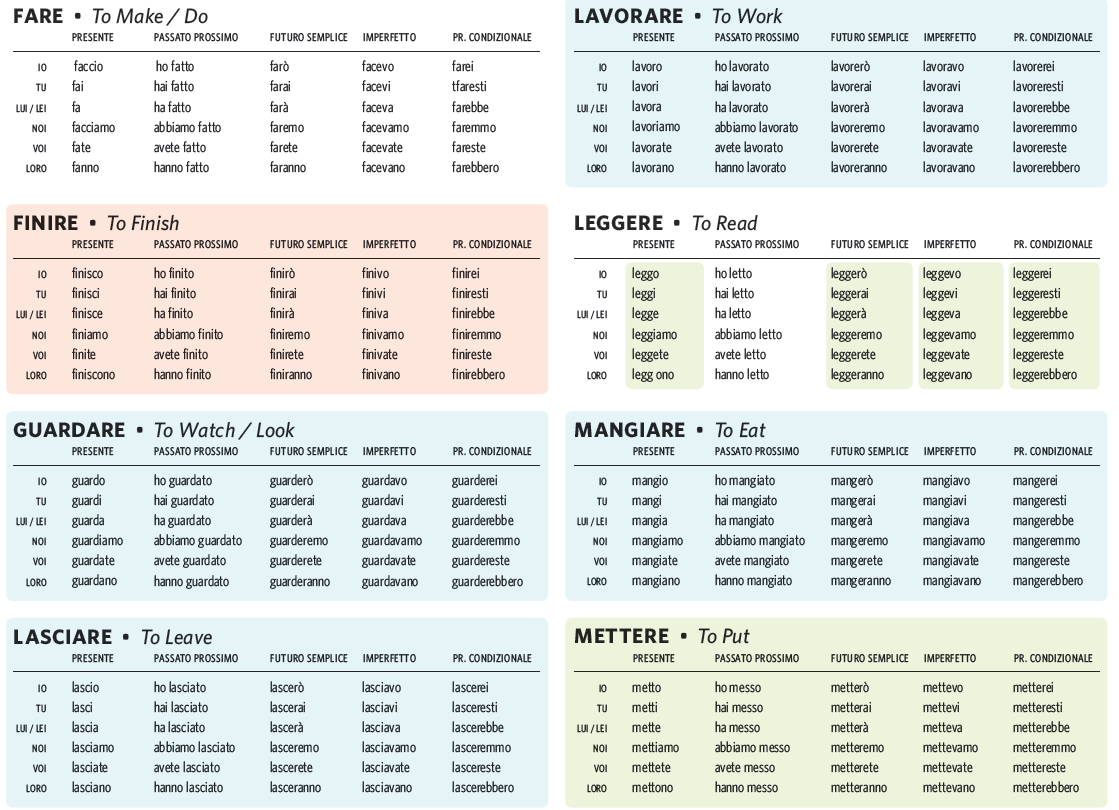 FARE • To Make / Do
PRESENTE PASSATO PROSSIMO FUTURO SEMPLICE IMPERFETTO PR. CONDIZIONALE
IO faccio ho fatto farò facevo farei
TU fai hai fatto farai facevi tfaresti
LUI / LEI fa ha fatto farà faceva farebbe
NOI facciamo abbiamo fatto faremo facevamo faremmo
VOI fate avete fatto farete facevate fareste
LORO fanno hanno fatto faranno facevano farebbero
LAVORARE • To Work
PRESENTE PASSATO PROSSIMO FUTURO SEMPLICE IMPERFETTO PR. CONDIZIONALE
IO lavoro ho lavorato lavorerò lavoravo lavorerei
TU lavori hai lavorato lavorerai lavoravi lavoreresti
LUI / LEI lavora ha lavorato lavorerà lavorava lavorerebbe
NOI lavoriamo abbiamo lavorato lavoreremo lavoravamo lavoreremmo
VOI lavorate avete lavorato lavorerete lavoravate lavorereste
LORO lavorano hanno lavorato lavoreranno lavoravano lavorerebbero
FINIRE • To Finish
PRESENTE PASSATO PROSSIMO FUTURO SEMPLICE IMPERFETTO PR. CONDIZIONALE
IO finisco ho finito finirò finivo finirei
TU finisci hai finito finirai finivi finiresti
LUI / LEI finisce ha finito finirà finiva finirebbe
NOI finiamo abbiamo finito finiremo finivamo finiremmo
VOI finite avete finito finirete finivate finireste
LORO finiscono hanno finito finiranno finivano finirebbero
LEGGERE • To Read
PRESENTE PASSATO PROSSIMO FUTURO SEMPLICE IMPERFETTO PR. CONDIZIONALE
IO leggo ho letto leggerò leggevo leggerei
TU leggi hai letto leggerai leggevi leggeresti
LUI / LEI legge ha letto leggerà leggeva leggerebbe
NOI leggiamo abbiamo letto leggeremo leggevamo leggeremmo
VOI leggete avete letto leggerete leggevate leggereste
LORO legg ono hanno letto leggeranno leggevano leggerebbero
GUARDARE • To Watch / Look
PRESENTE PASSATO PROSSIMO FUTURO SEMPLICE IMPERFETTO PR. CONDIZIONALE
IO guardo ho guardato guarderò guardavo guarderei
TU guardi hai guardato guarderai guardavi guarderesti
LUI / LEI guarda ha guardato guarderà guardava guarderebbe
NOI guardiamo abbiamo guardato guarderemo guardavamo guarderemmo
VOI guardate avete guardato guarderete guardavate guardereste
LORO guardano hanno guardato guarderanno guardavano guarderebbero
MANGIARE • To Eat
PRESENTE PASSATO PROSSIMO FUTURO SEMPLICE IMPERFETTO PR. CONDIZIONALE
IO mangio ho mangiato mangerò mangiavo mangerei
TU mangi hai mangiato mangerai mangiavi mangeresti
LUI / LEI mangia ha mangiato mangerà mangiava mangerebbe
NOI mangiamo abbiamo mangiato mangeremo mangiavamo mangeremmo
VOI mangiate avete mangiato mangerete mangiavate mangereste
LORO mangiano hanno mangiato mangeranno mangiavano mangerebbero
LASCIARE • To Leave
PRESENTE PASSATO PROSSIMO FUTURO SEMPLICE IMPERFETTO PR. CONDIZIONALE
IO lascio ho lasciato lascerò lasciavo lascerei
TU lasci hai lasciato lascerai lasciavi lasceresti
LUI / LEI lascia ha lasciato lascerà lasciava lascerebbe
NOI lasciamo abbiamo lasciato lasceremo lasciavamo lasceremmo
VOI lasciate avete lasciato lascerete lasciavate lascereste
LORO lasciano hanno lasciato lasceranno lasciavano lascerebbero
METTERE • To Put
PRESENTE PASSATO PROSSIMO FUTURO SEMPLICE IMPERFETTO PR. CONDIZIONALE
IO metto ho messo metterò mettevo metterei
TU metti hai messo metterai mettevi metteresti
LUI / LEI mette ha messo metterà metteva metterebbe
NOI mettiamo abbiamo messo metteremo mettevamo metteremmo
VOI mettete avete messo metterete mettevate mettereste
LORO mettono hanno messo metteranno mettevano metterebbero